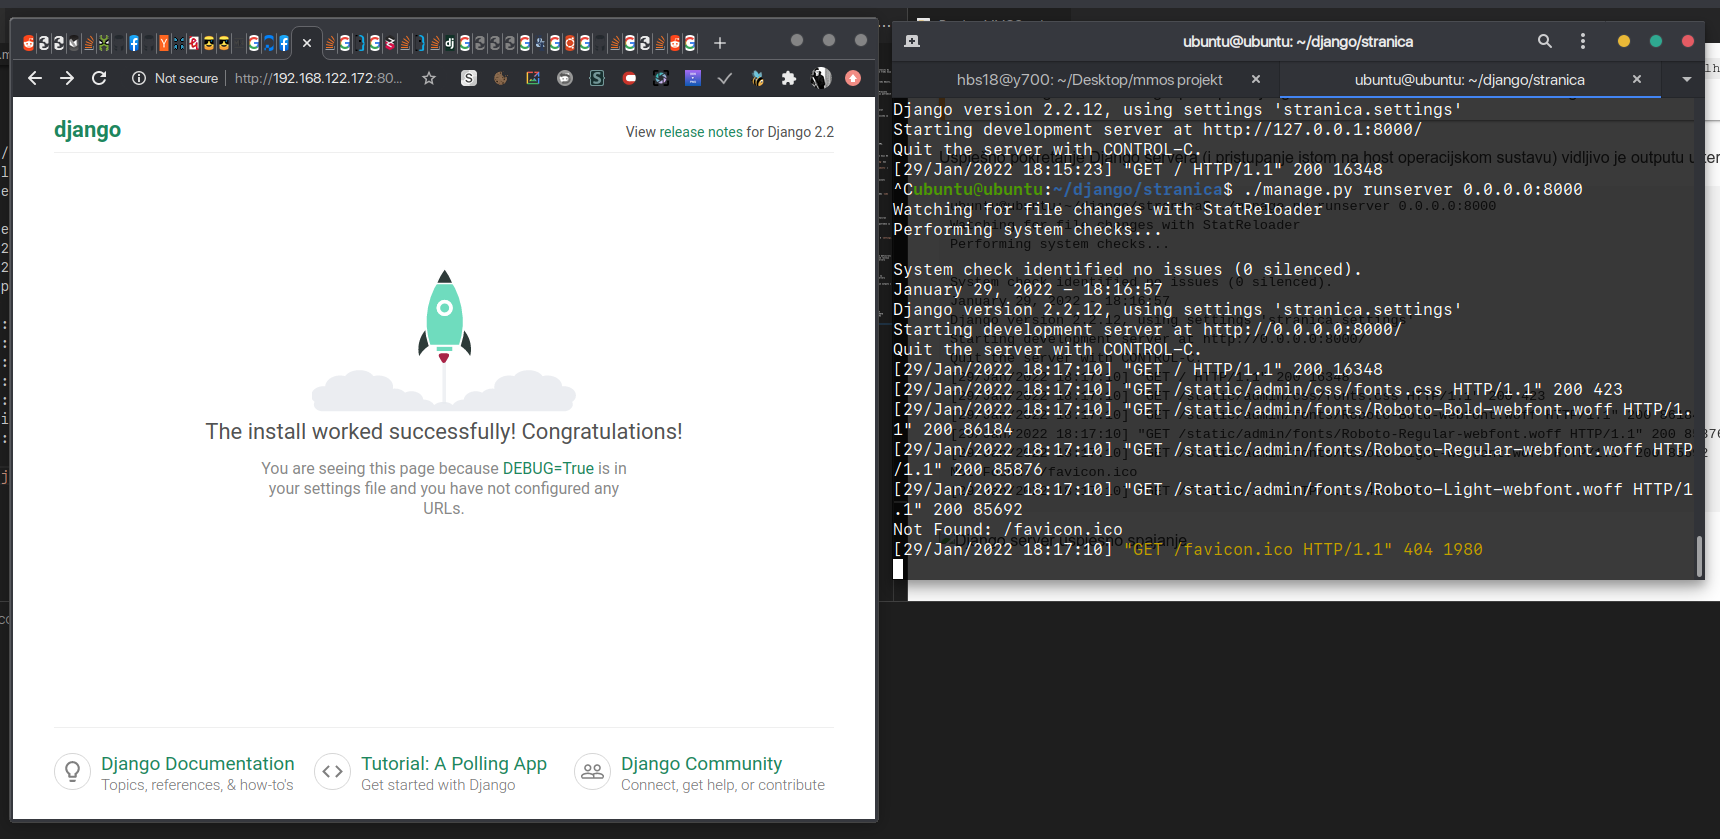 Not secure
http://192.168.122.172:80...
django
View release notes for Django 2.2
The install worked successfully! Congratulations!
You are seeing this page because DEBUG=True is in
your settings file and you have not configured any
URLs.
Django Documentation
Topics, references, & how-to's
Tutorial: A Polling App
Get started with Django
Django Community
Connect, get help, or contribute
ubuntu@ubuntu: ~/django/stranica
hbs18@y700: ~/Desktop/mmos projekt
ubuntu@ubuntu: ~/django/stranica
Django version 2.2.12, using settings 'stranica.settings'
Starting development server at http://127.0.0.1:8000/
Quit the server with CONTROL-C.
[29/Jan/2022 18:15:23] "GET / HTTP/1.1" 200 16348
^Cubuntu@ubuntu:~/django/stranica$ ./manage.py runserver 0.0.0.0:8000
Watching for file changes with StatReloader
Performing system checks...
System check identified no issues (0 silenced).
January 29, 2022 - 18:16:57
Django version 2.2.12, using settings 'stranica.settings'
Starting development server at http://0.0.0.0:8000/
Quit the server with CONTROL-C.
[29/Jan/2022 18:17:10] "GET / HTTP/1.1" 200 16348
[29/Jan/2022 18:17:10] "GET /static/admin/css/fonts.css HTTP/1.1" 200 423
[29/Jan/2022 18:17:10] "GET /static/admin/fonts/Roboto-Bold-webfont.woff HTTP/1.
1" 200 86184
[29/Jan/2022 18:17:10] "GET /static/admin/fonts/Roboto-Regular-webfont.woff HTTP
/1.1" 200 85876
[29/Jan/2022 18:17:10] "GET /static/admin/fonts/Roboto-Light-webfont.woff HTTP/1
.1" 200 85692
Not Found: /favicon.ico
[29/Jan/2022 18:17:10] "GET /favicon.ico HTTP/1.1" 404 1980